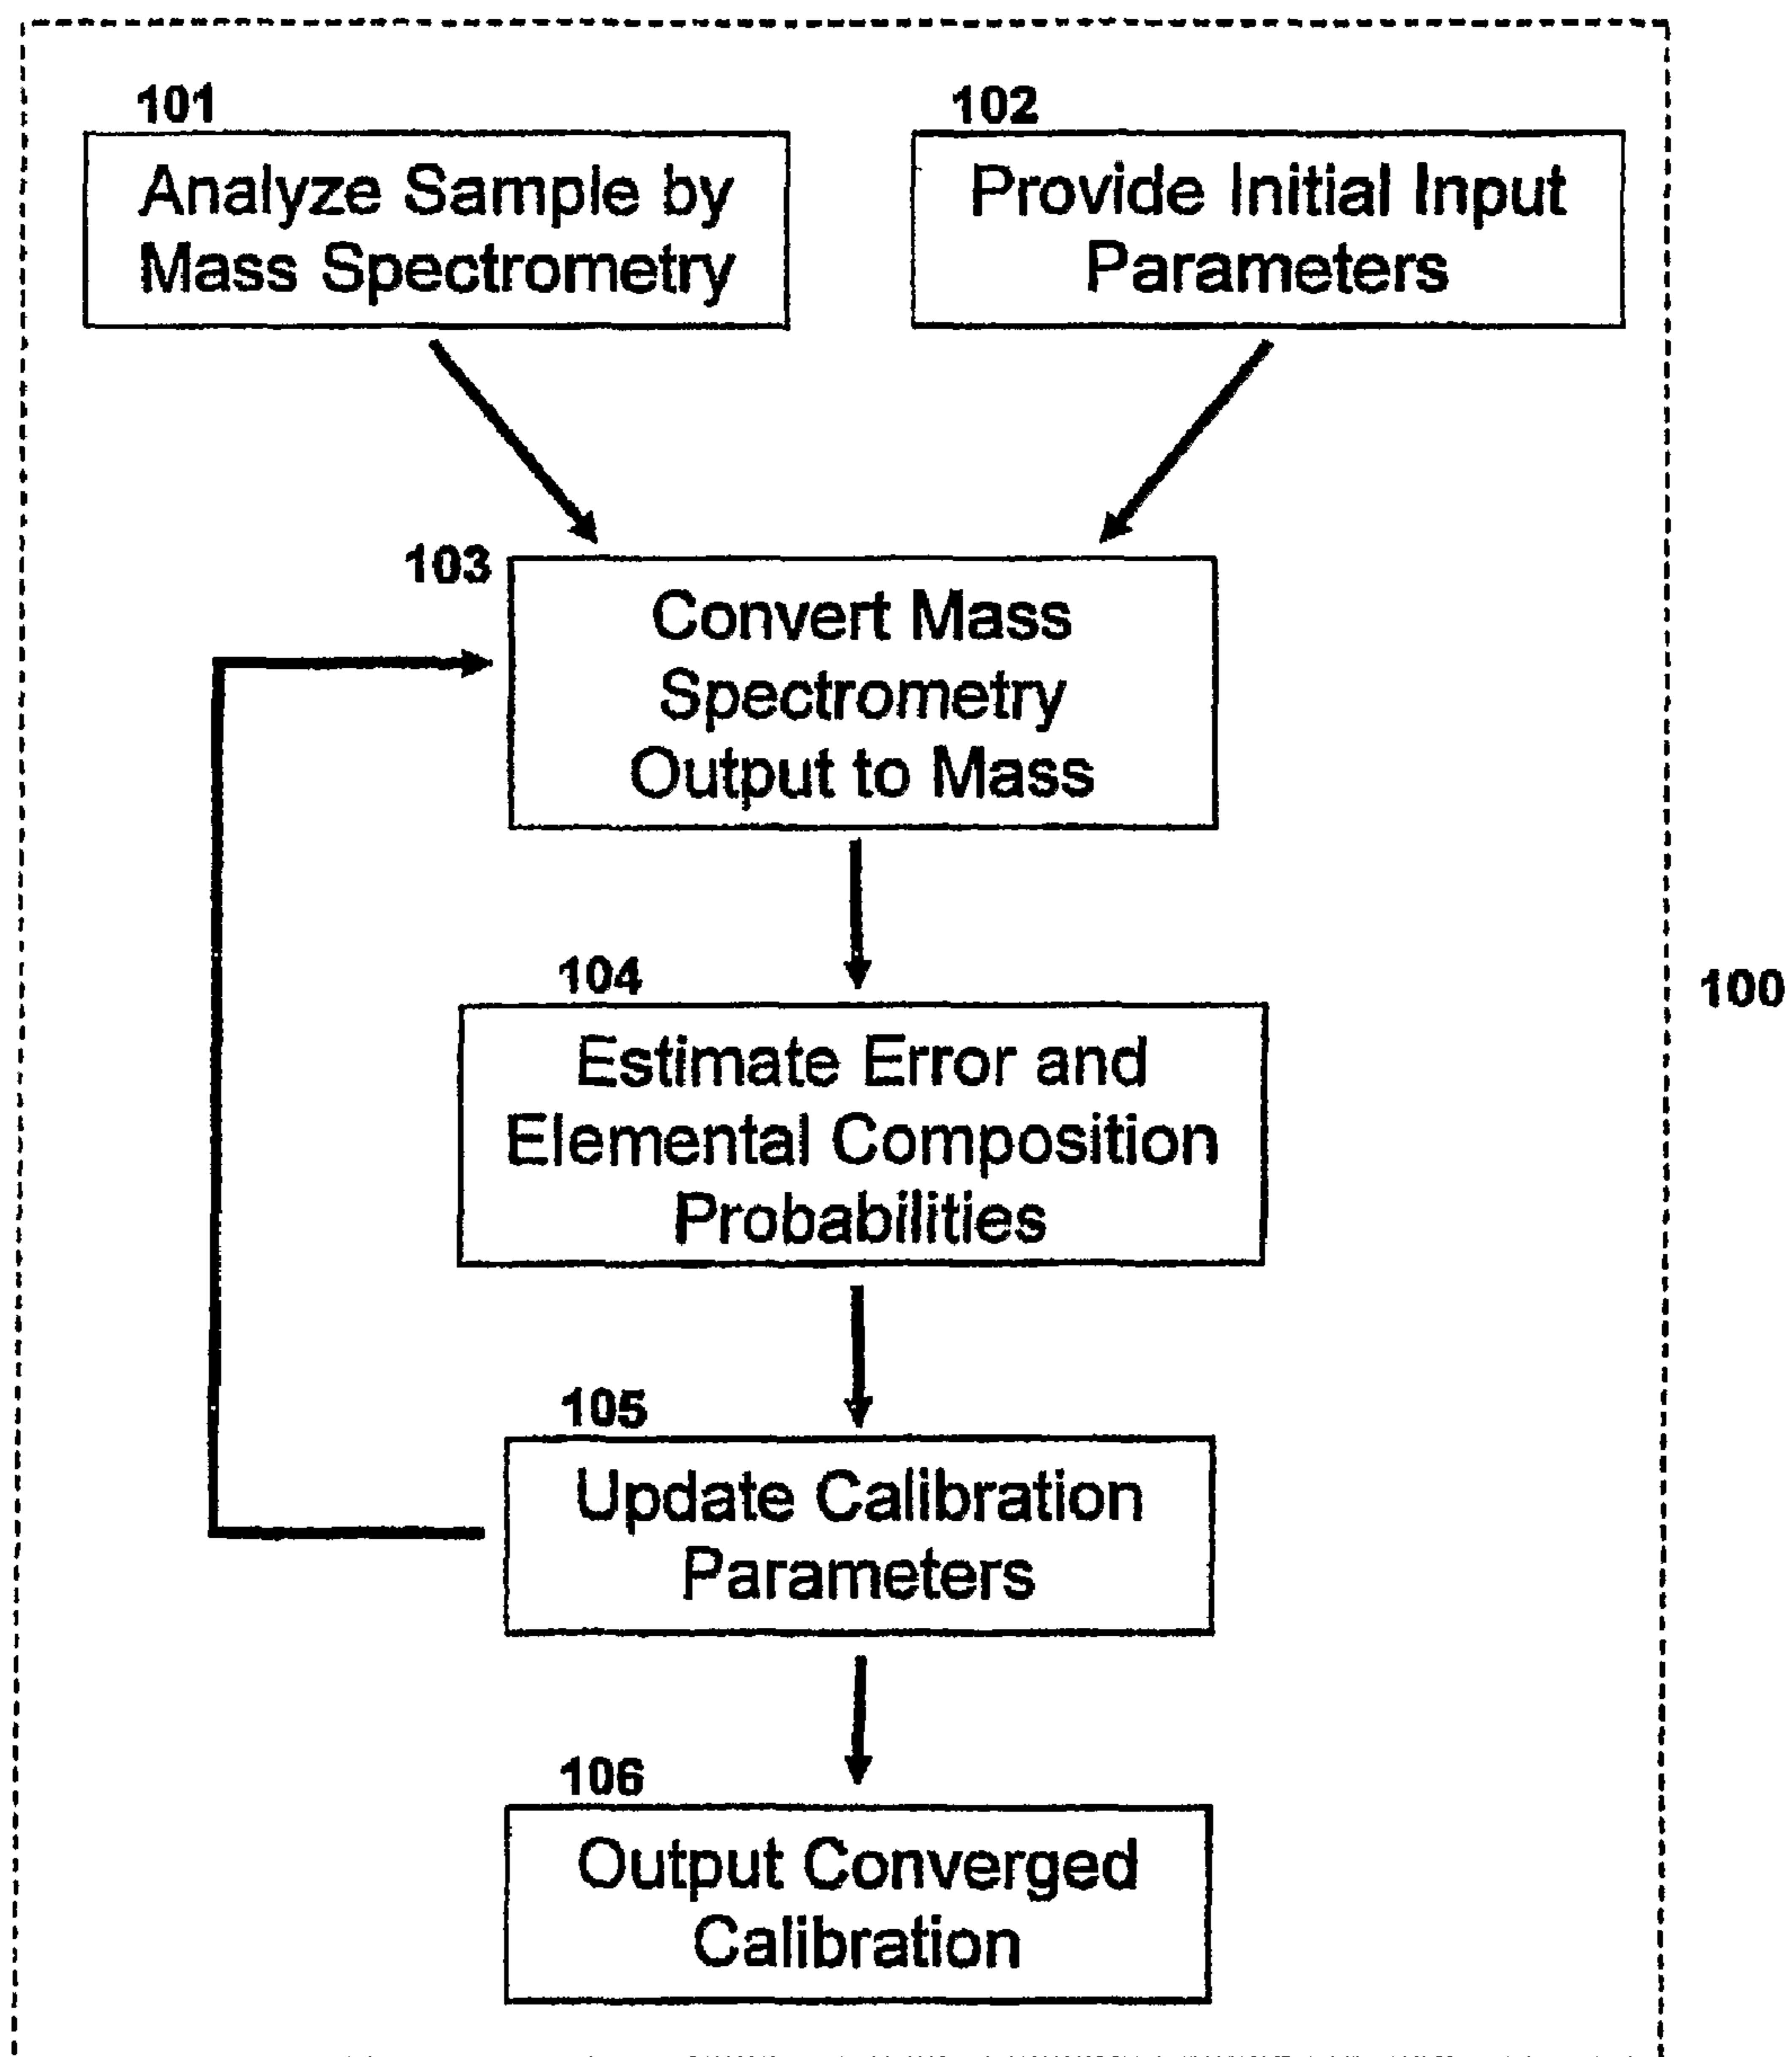 101
Analyze Sample by
Mass Spectrometry
102
Provide Initial Input
Parameters
103
Convert Mass
Spectrometry
Output to Mass
104
Estimate Error and
Elemental Composition
Probabilities
100
105
Update Calibration
Parameters
106
Output Converged
Calibration